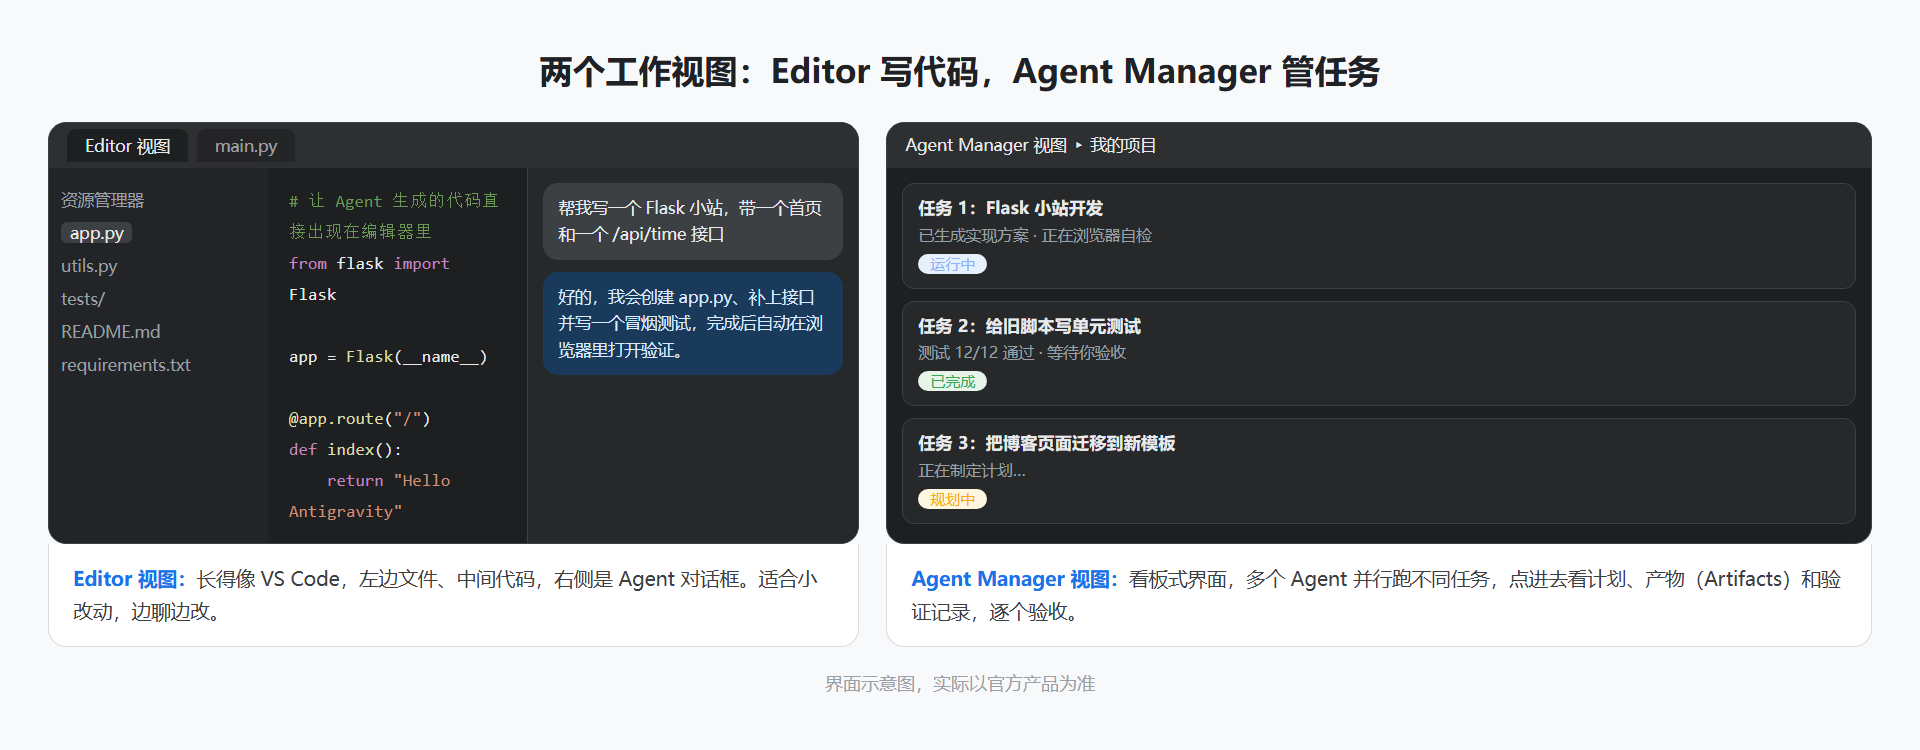 两个工作视图：Editor 写代码，Agent Manager 管任务
Editor 视图
main.py
资源管理器
app.py
utils.py
tests/
README.md
requirements.txt
# 让 Agent 生成的代码直
接出现在编辑器里
from flask import
Flask
app = Flask(__name__)
@app.route("/")
def index():
    return "Hello
Antigravity"
帮我写一个 Flask 小站，带一个首页
和一个 /api/time 接口
好的，我会创建 app.py、补上接口
并写一个冒烟测试，完成后自动在浏
览器里打开验证。
Editor 视图：长得像 VS Code，左边文件、中间代码，右侧是 Agent 对话框。适合小
改动，边聊边改。
Agent Manager 视图 ▸ 我的项目
任务 1：Flask 小站开发
已生成实现方案 · 正在浏览器自检
运行中
任务 2：给旧脚本写单元测试
测试 12/12 通过 · 等待你验收
已完成
任务 3：把博客页面迁移到新模板
正在制定计划...
规划中
Agent Manager 视图：看板式界面，多个 Agent 并行跑不同任务，点进去看计划、产物（Artifacts）和验
证记录，逐个验收。
界面示意图，实际以官方产品为准